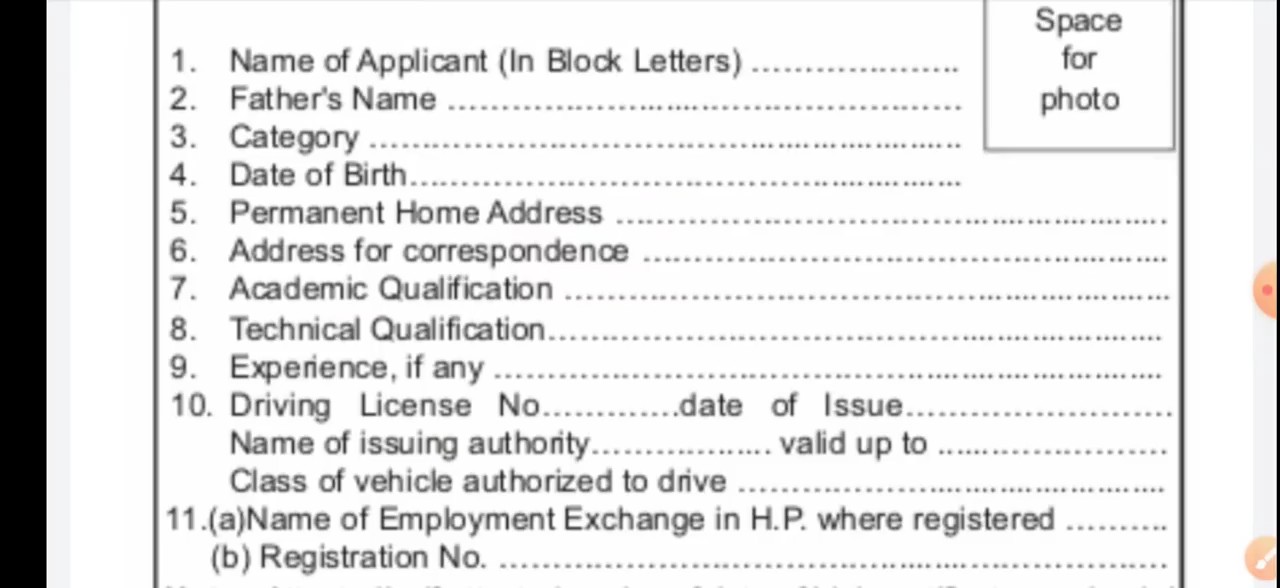 Space
for
photo
1. Name of Applicant (In Block Letters) ....................
2. Father's Name ................................................
3. Category ........................................................
4. Date of Birth....................................................
5. Permanent Home Address ....................................................
6. Address for correspondence .................................................
7. Academic Qualification .........................................................
8. Technical Qualification..........................................................
9. Experience, if any ...............................................................
10. Driving License No.............date of Issue.........................
Name of issuing authority................. valid up to ......................
Class of vehicle authorized to drive ........................................
11.(a)Name of Employment Exchange in H.P. where registered ..........
(b) Registration No. ...............................................................